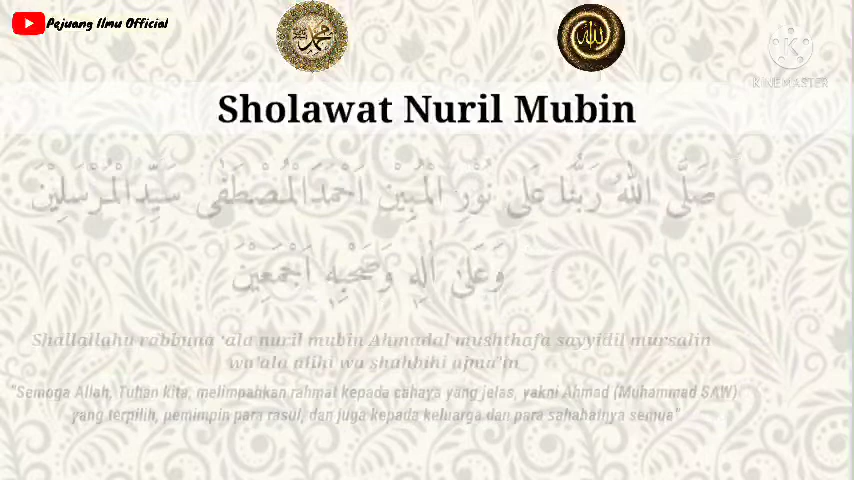 Pejuang Ilmu Official
KINEMASTER
Sholawat Nuril Mubin
صَلَّى اللهُ رَبُّنَا عَلَى نُوْرِ الْمُبِيْنَ اَحْمَدَالْمُصْطَفٰى سَيِّدِالْمُرْسَلِيْنَ
وَعَلَى اٰلِهٖ وَصَحْبِهٖ اَجْمَعِيْنَ
Shallallahu rabbuna 'ala nuril mubin Ahmadal mushthofa sayyidil mursalin
wa'ala alihi wa shahbihi ajma'in
"Semoga Allah, Tuhan kita, melimpahkan rahmat kepada cahaya yang jelas, yakni Ahmad (Muhammad SAW)
yang terpilih, pemimpin para rasul, dan juga kepada keluarga dan para sahabatnya semua"